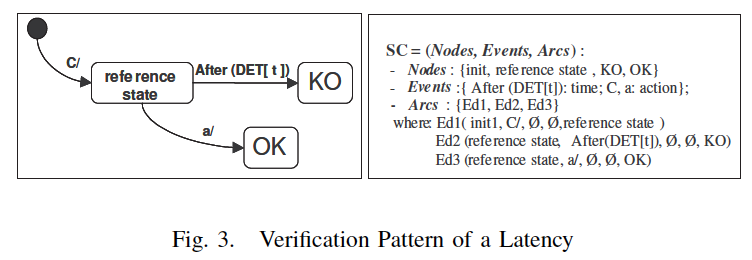 C/
reference
state
After (DET[ t ])
KO
a/
OK
SC = (Nodes, Events, Arcs) :
- Nodes : {init, reference state , KO, OK}
- Events :{ After (DET[t]): time; C, a: action};
- Arcs : {Ed1, Ed2, Ed3}
where: Ed1( init1, C/, Ø, Ø,reference state )
Ed2 (reference state, After(DET[t]), Ø, Ø, KO)
Ed3 (reference state, a/, Ø, Ø, OK)
Fig. 3. Verification Pattern of a Latency